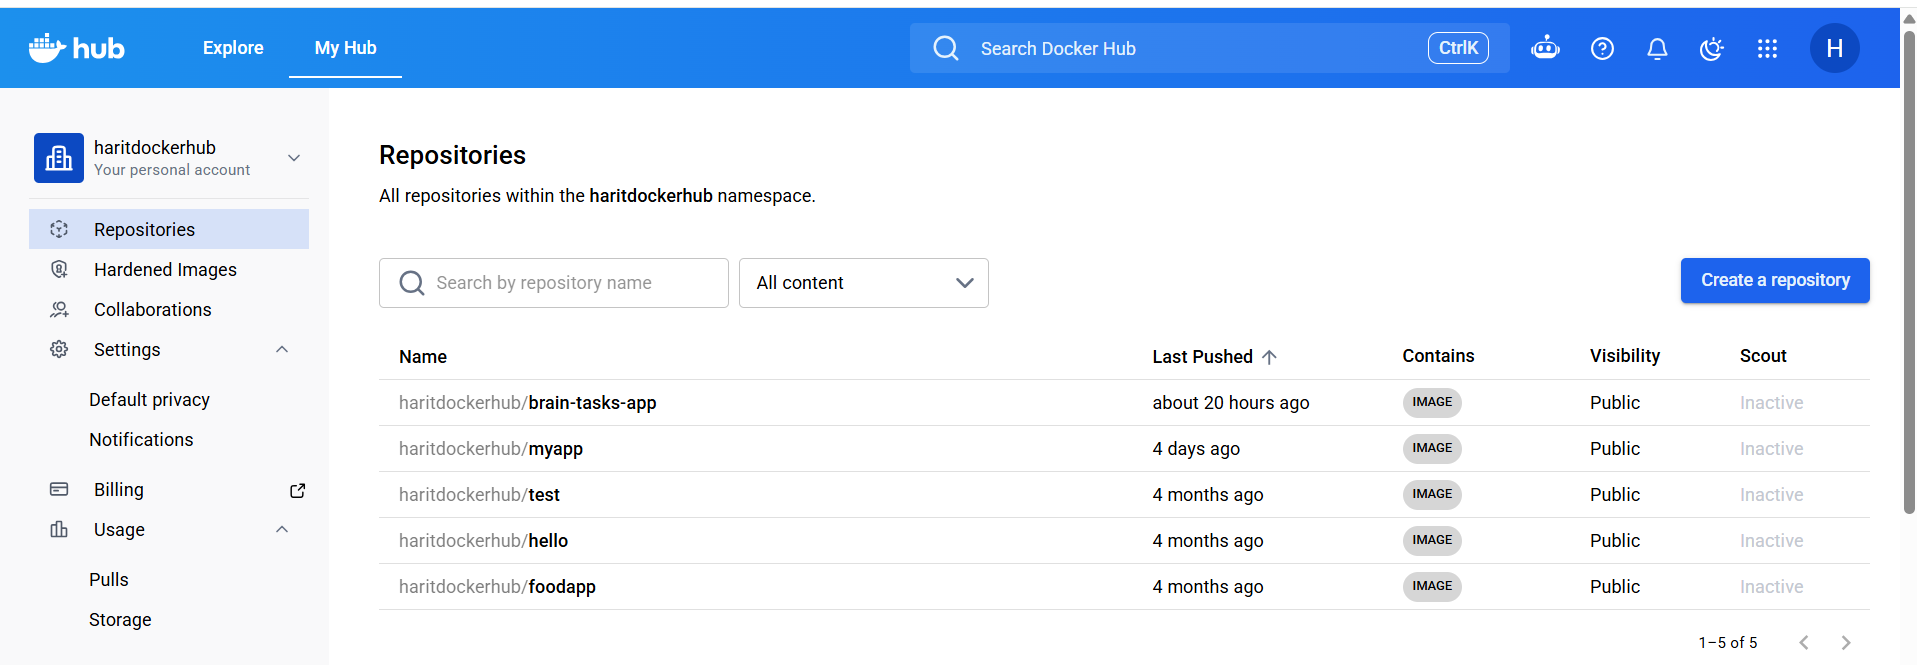 hub Explore My Hub Search Docker Hub CtrlK H
haritdockerhub
Your personal account
Repositories
Hardened Images
Collaborations
Settings
Default privacy
Notifications
Billing
Usage
Pulls
Storage
Repositories
All repositories within the haritdockerhub namespace.
Search by repository name All content Create a repository
Name Last Pushed Contains Visibility Scout
haritdockerhub/brain-tasks-app about 20 hours ago IMAGE Public Inactive
haritdockerhub/myapp 4 days ago IMAGE Public Inactive
haritdockerhub/test 4 months ago IMAGE Public Inactive
haritdockerhub/hello 4 months ago IMAGE Public Inactive
haritdockerhub/foodapp 4 months ago IMAGE Public Inactive
1–5 of 5